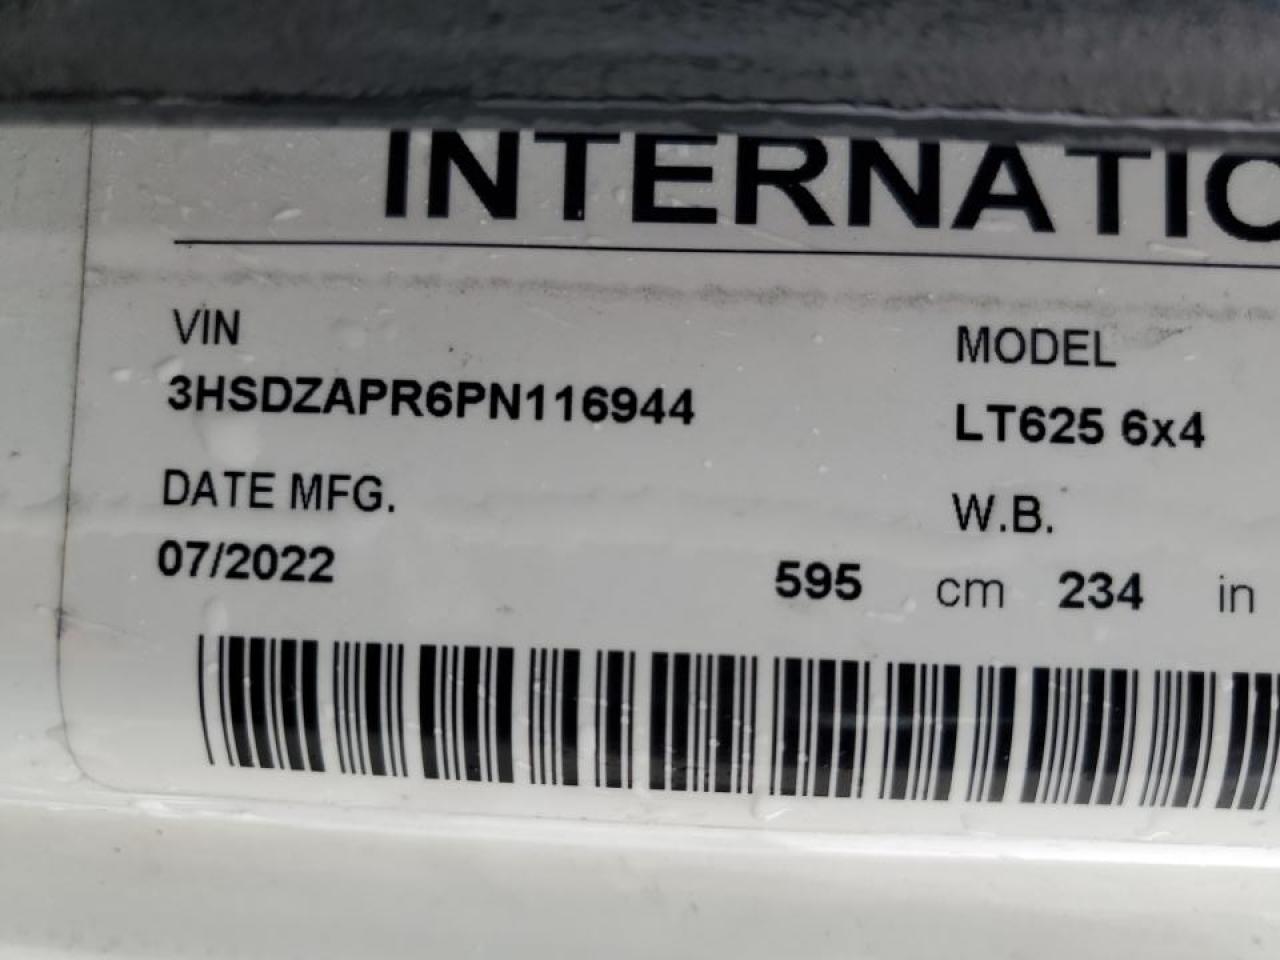 INTERNATIO
VIN
MODEL
3HSDZAPR6PN116944
LT625 6x4
DATE MFG.
W.B.
07/2022
595 cm 234 in